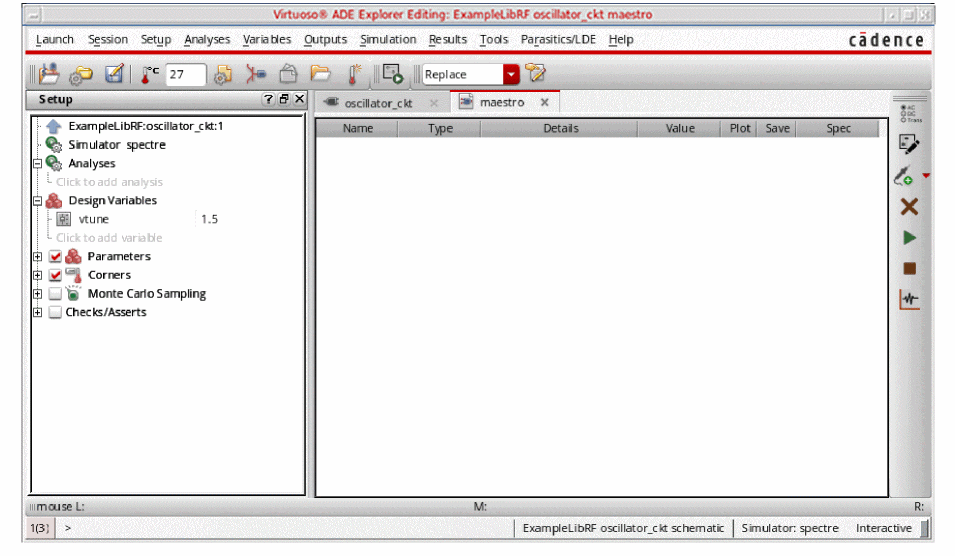 Virtuoso® ADE Explorer Editing: ExampleLibRF oscillator_ckt maestro
Launch Session Setup Analyses Variables Outputs Simulation Results Tools Parasitics/LDE Help cādence
°C 27 Replace
Setup ? X
oscillator_ckt × maestro ×
Name Type Details Value Plot Save Spec
AC
DC
Trans
ExampleLibRF:oscillator_ckt:1
Simulator spectre
Analyses
Click to add analysis
Design Variables
vtune 1.5
Click to add variable
Parameters
Corners
Monte Carlo Sampling
Checks/Asserts
mouse L: M: R:
1(3) > ExampleLibRF oscillator_ckt schematic Simulator: spectre Interactive